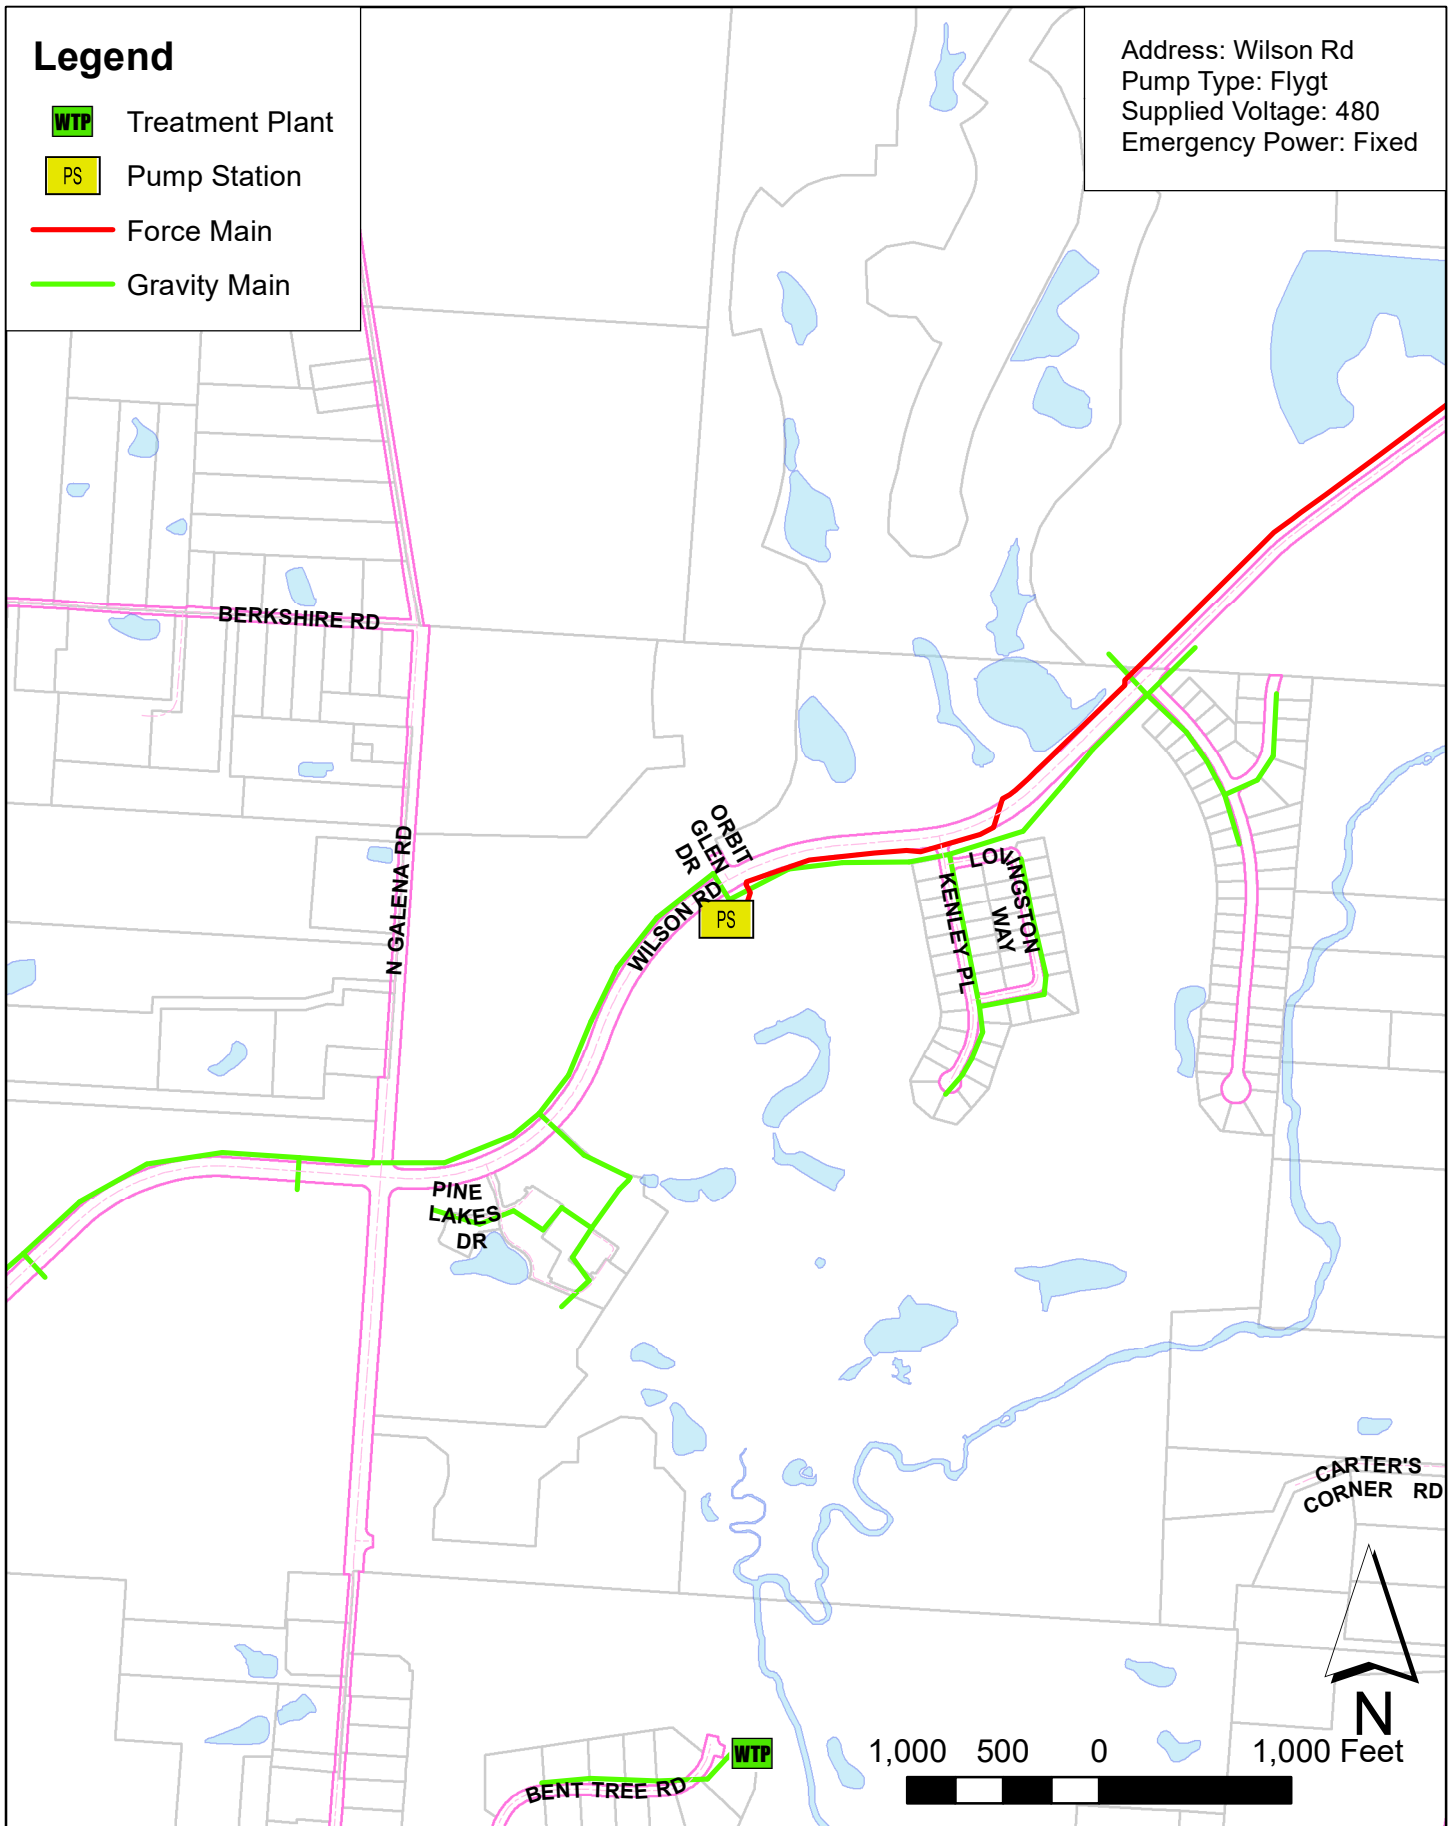 Legend
WTP Treatment Plant
PS Pump Station
Force Main
Gravity Main
Address: Wilson Rd
Pump Type: Flygt
Supplied Voltage: 480
Emergency Power: Fixed
BERKSHIRE RD
N GALENA RD
ORBIT
GLEN
DR
WILSON RD
PS
LOVINGSTON
WAY
KENLEY PL
PINE
LAKES
DR
CARTER'S
CORNER RD
N
WTP
BENT TREE RD
1,000 500 0 1,000 Feet